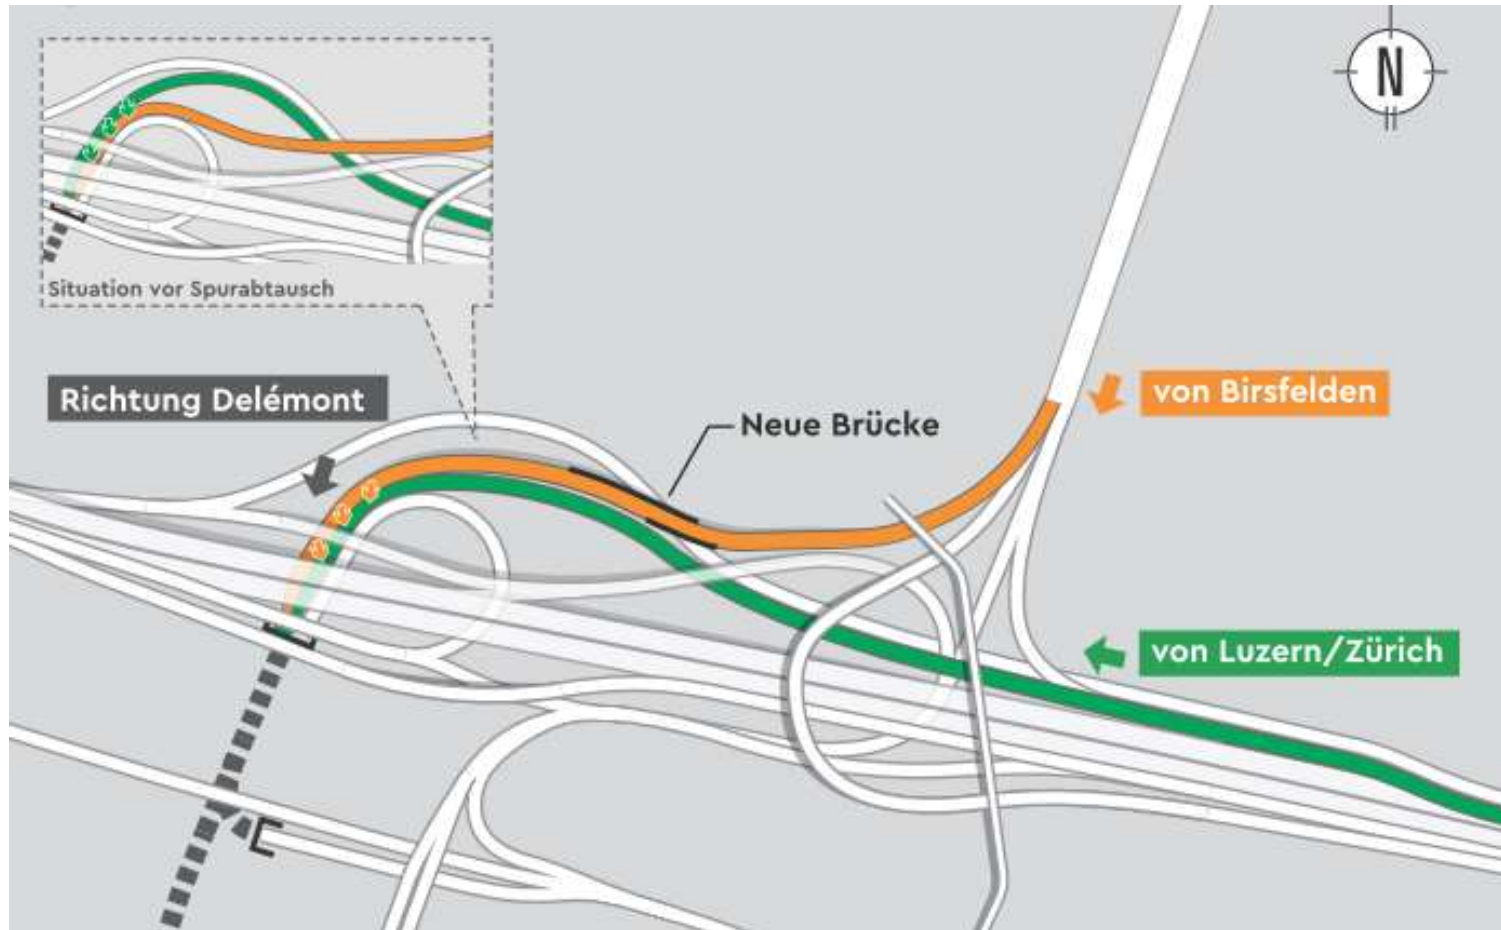 N
Situation vor Spurabtausch
Richtung Delémont
von Birsfelden
Neue Brücke
von Luzern/Zürich